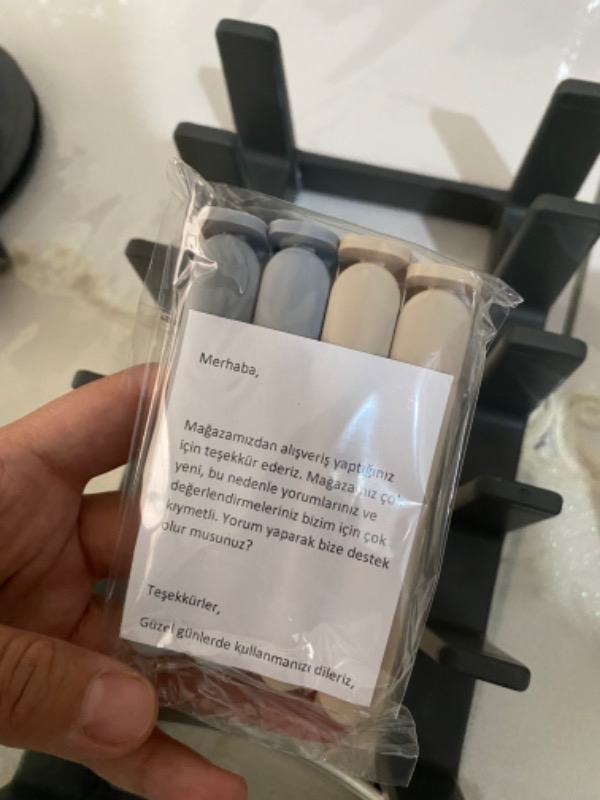 Merhaba,
Mağazamızdan alışveriş yaptığınız
için teşekkür ederiz. Mağazamız
yeni, bu nedenle yorumlarınız ve
değerlendirmeleriniz bizim için çok
kıymetli. Yorum yaparak bize destek
olur musunuz?
Teşekkürler,
Güzel günlerde kullanmanızı dileriz,